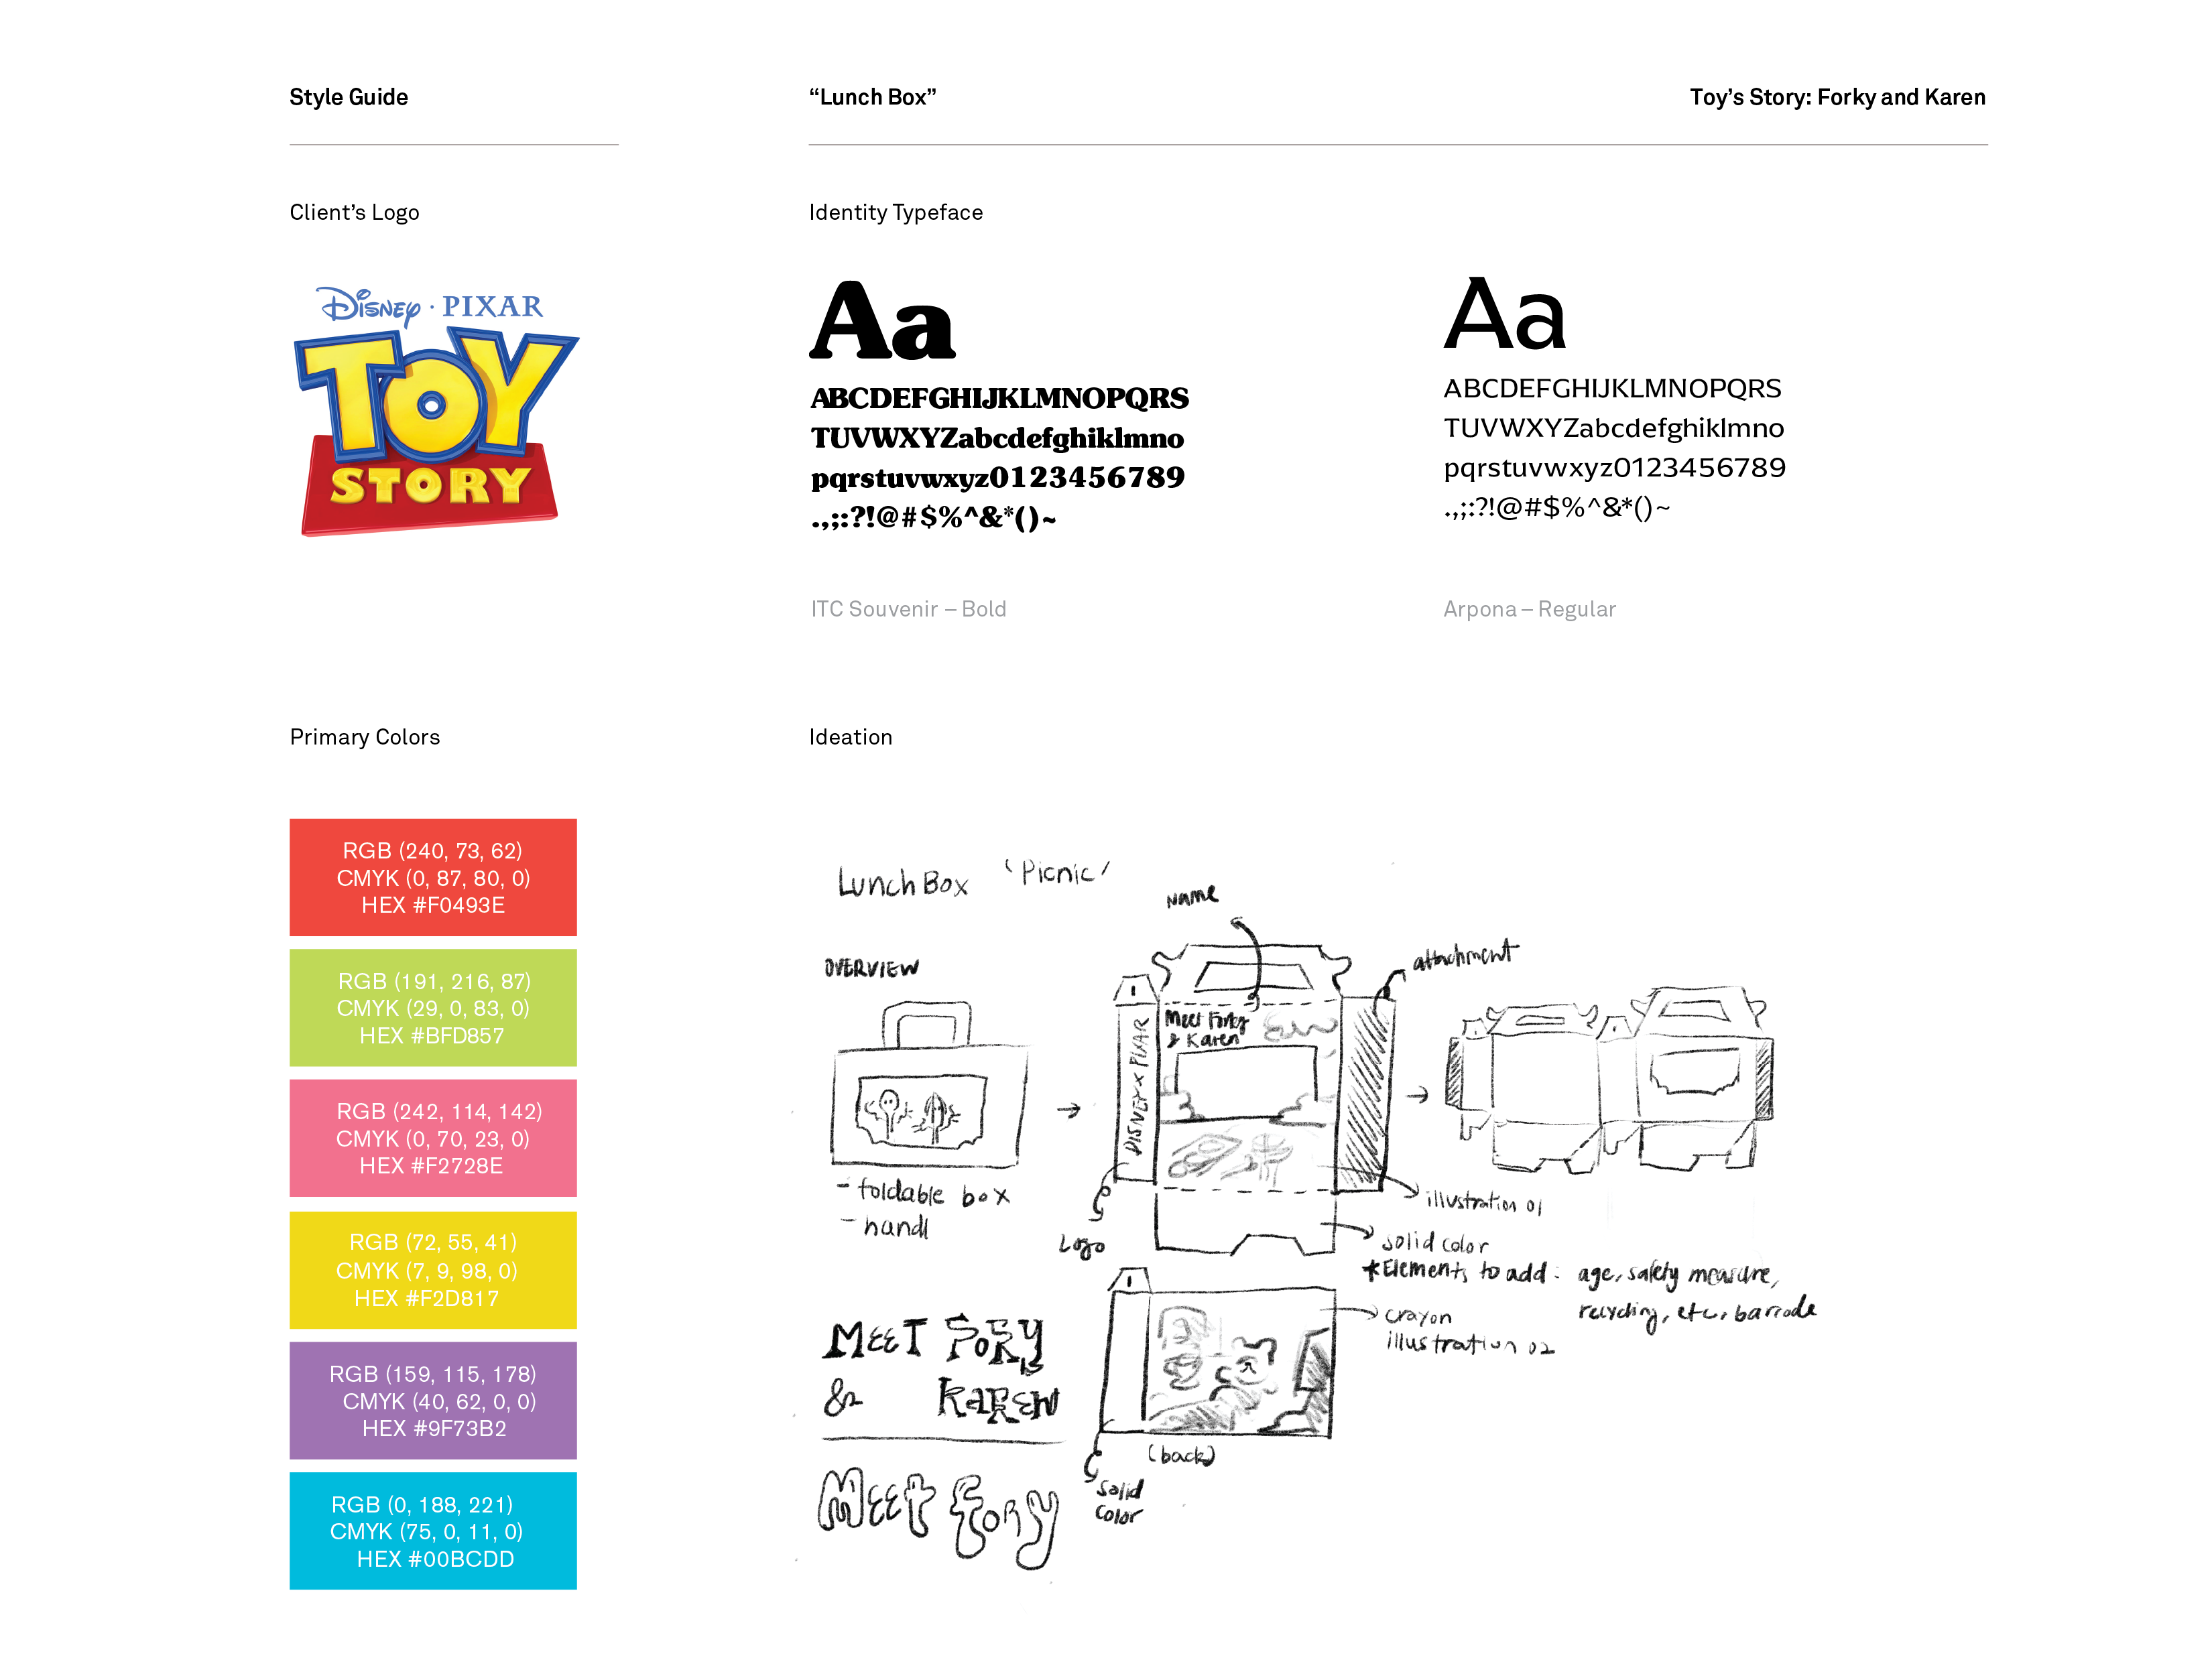 Style Guide
“Lunch Box”
Toy’s Story: Forky and Karen
Client’s Logo
Disney · PIXAR
TOY
STORY
Identity Typeface
Aa
ABCDEFGHIJKLMNOPQRS
TUVWXYZabcdefghiklmno
pqrstuvwxyz0123456789
.,;:?!@#$%^&*()~
ITC Souvenir – Bold
Aa
ABCDEFGHIJKLMNOPQRS
TUVWXYZabcdefghiklmno
pqrstuvwxyz0123456789
.,;:?!@#$%^&*()~
Arpona – Regular
Primary Colors
RGB (240, 73, 62)
CMYK (0, 87, 80, 0)
HEX #F0493E
RGB (191, 216, 87)
CMYK (29, 0, 83, 0)
HEX #BFD857
RGB (242, 114, 142)
CMYK (0, 70, 23, 0)
HEX #F2728E
RGB (72, 55, 41)
CMYK (7, 9, 98, 0)
HEX #F2D817
RGB (159, 115, 178)
CMYK (40, 62, 0, 0)
HEX #9F73B2
RGB (0, 188, 221)
CMYK (75, 0, 11, 0)
HEX #00BCDD
Ideation
Lunch Box 'Picnic'
OVERVIEW
- foldable box
- handl
Name
attachment
Meet Forky
& Karen
DISNEY x PIXAR
Logo
illustration 01
solid color
*Elements to add: age, safety measure,
recycling, etc, barcode
crayon
illustration 02
(back)
Solid
color
MEET FORY
& KAREN
MEET FORY